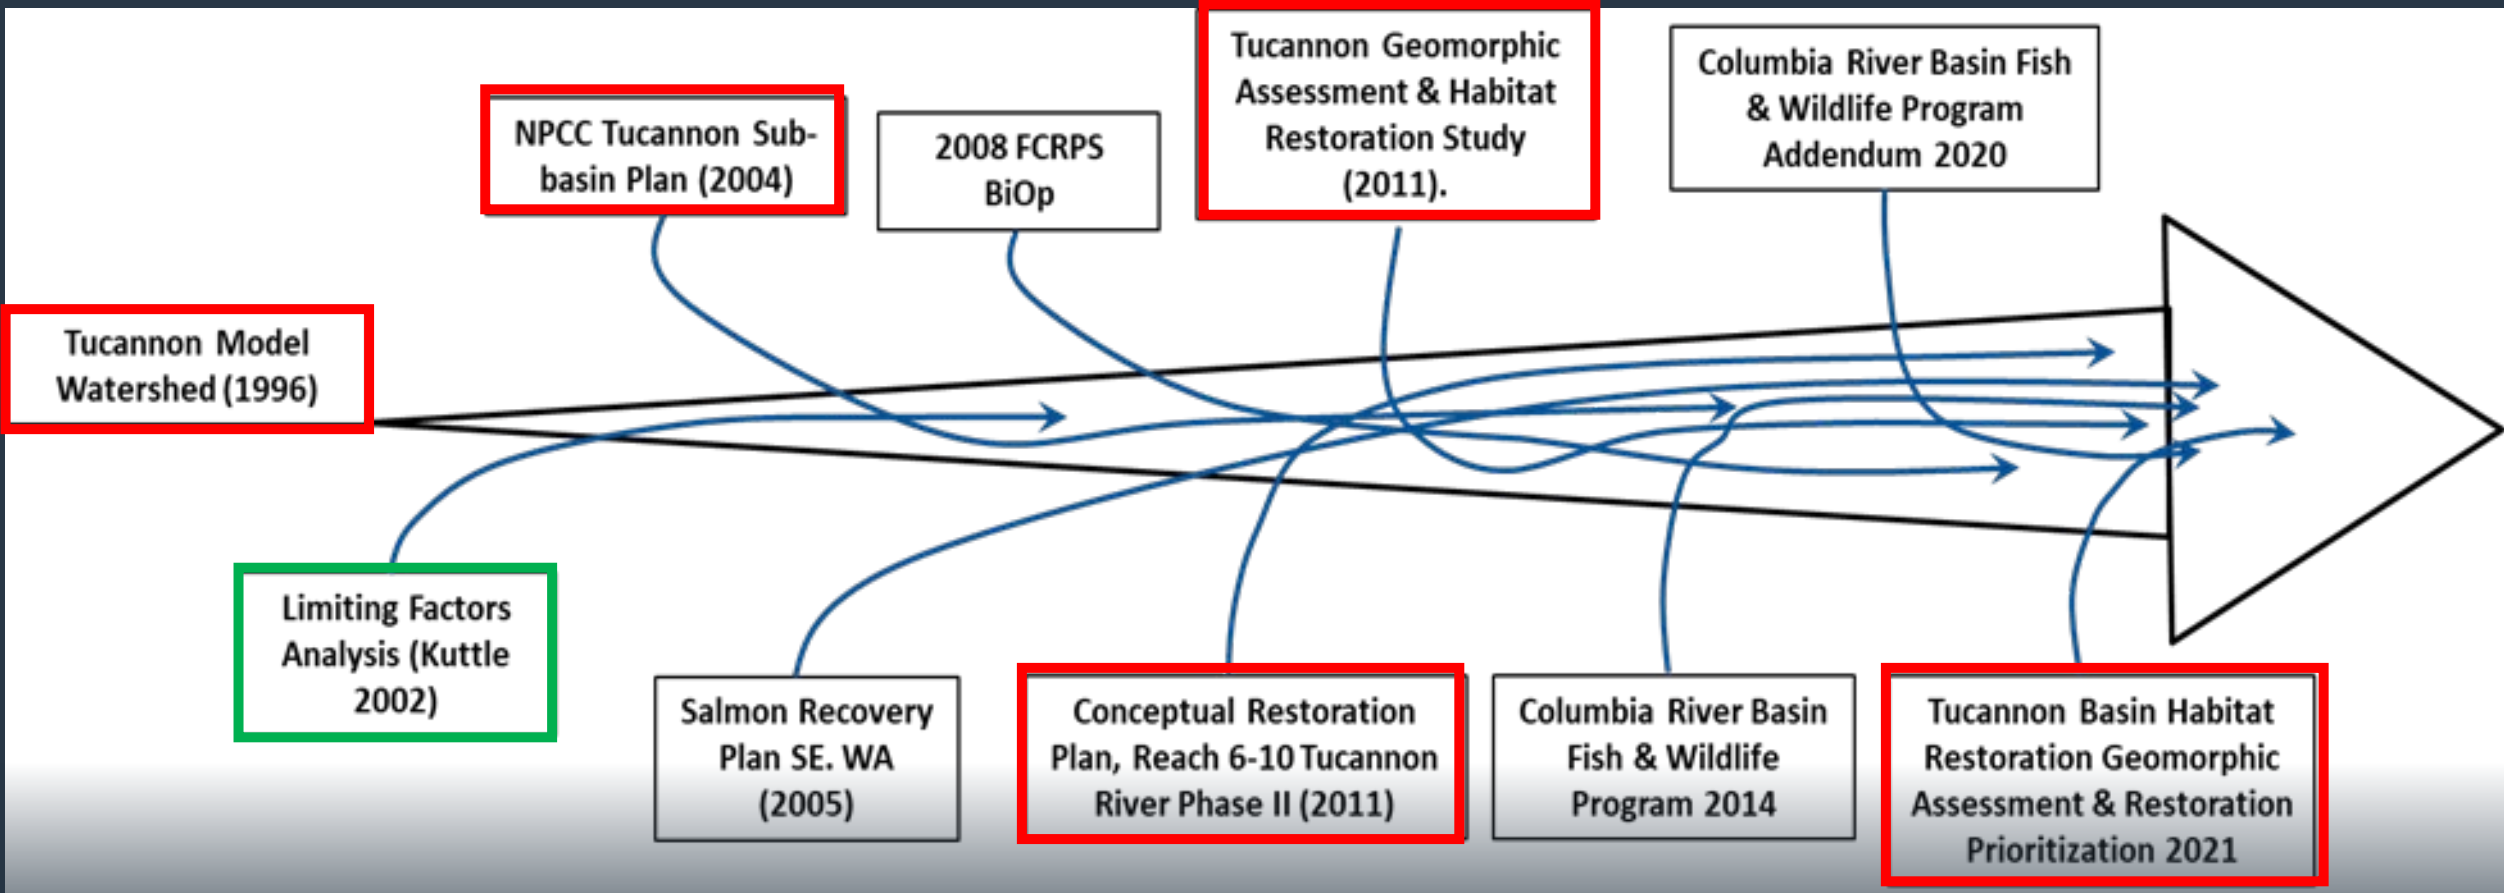 Tucannon Model
Watershed (1996)
NPCC Tucannon Sub-
basin Plan (2004)
2008 FCRPS
BiOp
Tucannon Geomorphic
Assessment & Habitat
Restoration Study
(2011).
Columbia River Basin Fish
& Wildlife Program
Addendum 2020
Limiting Factors
Analysis (Kuttle
2002)
Salmon Recovery
Plan SE. WA
(2005)
Conceptual Restoration
Plan, Reach 6-10 Tucannon
River Phase II (2011)
Columbia River Basin
Fish & Wildlife
Program 2014
Tucannon Basin Habitat
Restoration Geomorphic
Assessment & Restoration
Prioritization 2021